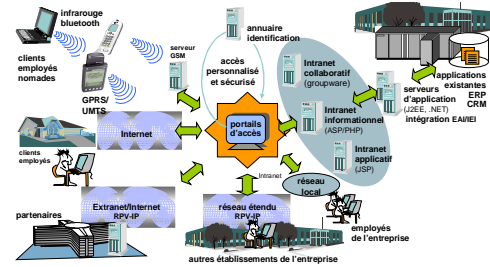 infrarouge
bluetooth
clients
employés
nomades
GPRS/
UMTS
serveur
GSM
annuaire
identification
accès
personnalisé
et sécurisé
Intranet
collaboratif
(groupware)
Intranet
informationnel
(ASP/PHP)
Intranet
applicatif
(JSP)
serveurs
d'application
(J2EE, .NET)
intégration EAI/IEI
applications
existantes
ERP
CRM
Internet
portails
d'accès
clients
employés
Intranet
réseau
local
partenaires
Extranet/Internet
RPV-IP
réseau étendu
RPV-IP
employés
de l'entreprise
autres établissements de l'entreprise